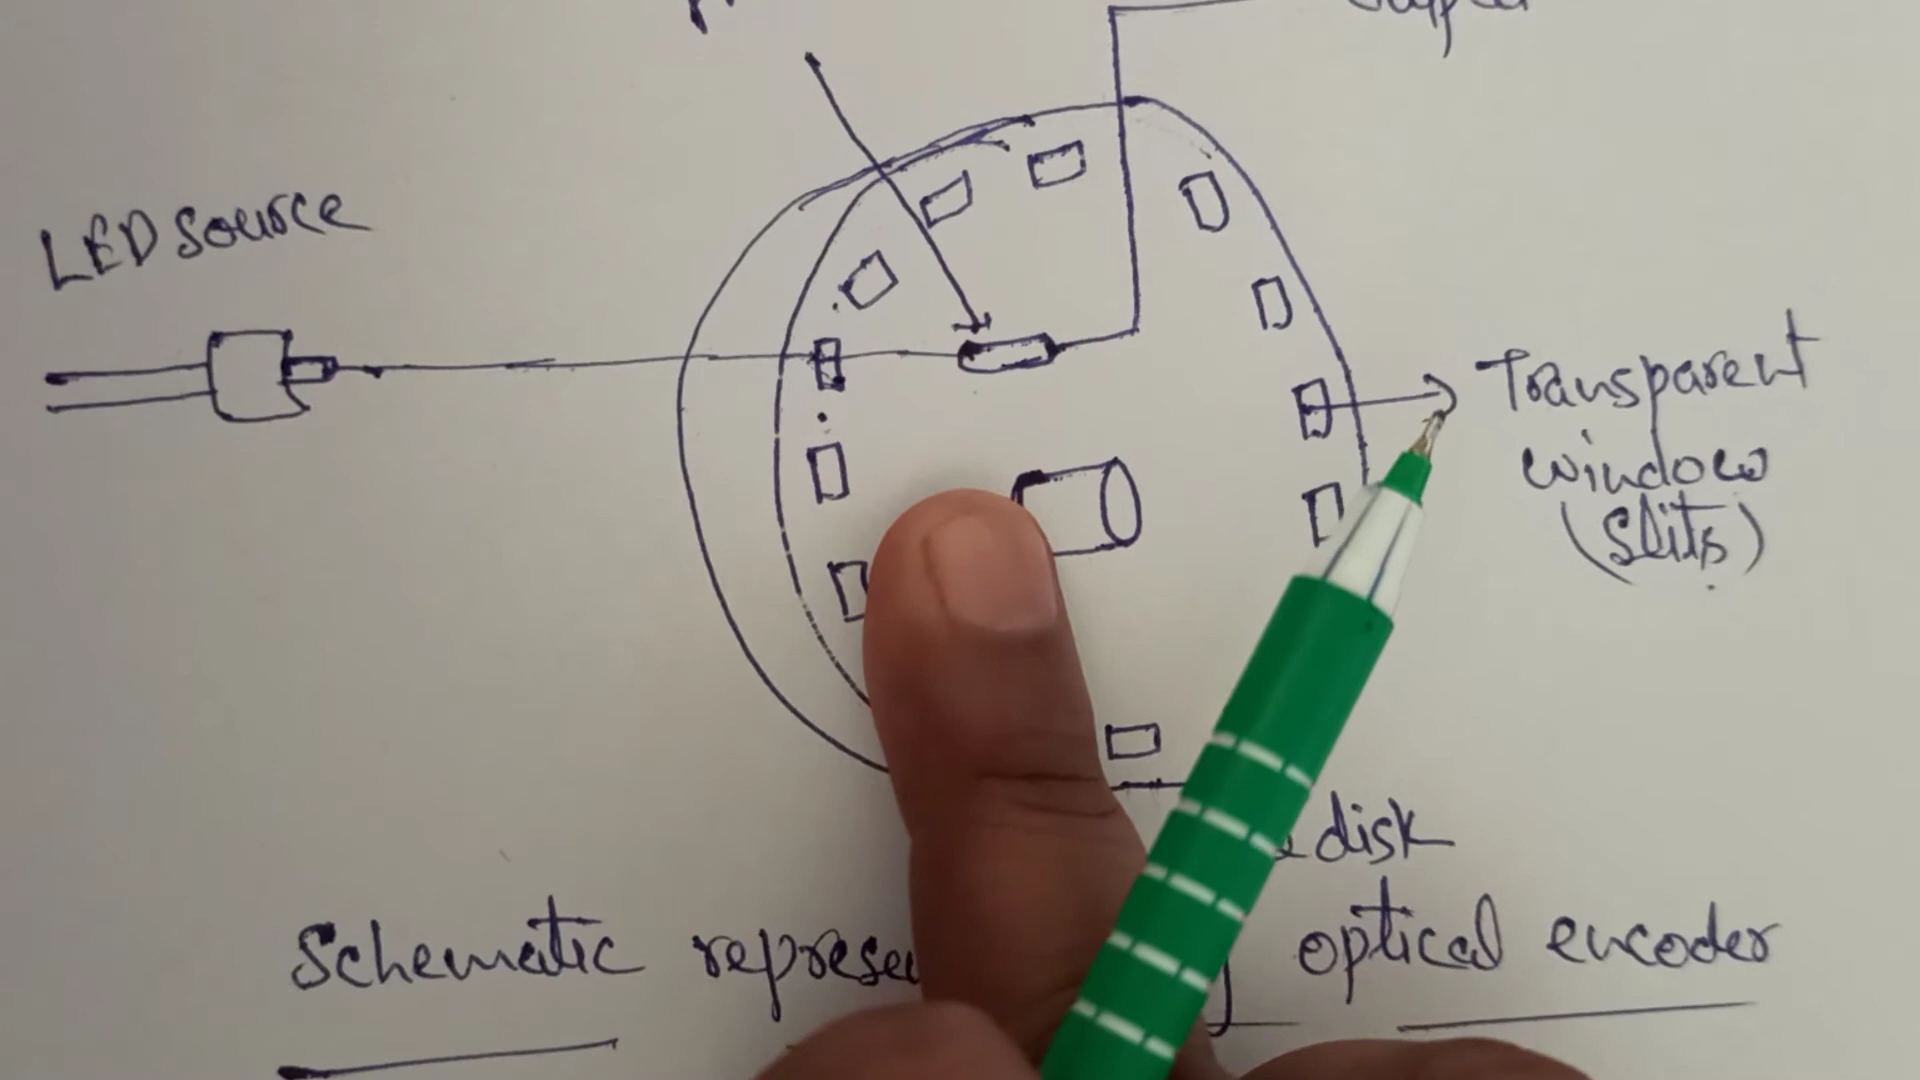 LED source
Transparent
window
(slits)
disk
Schematic optical encoder